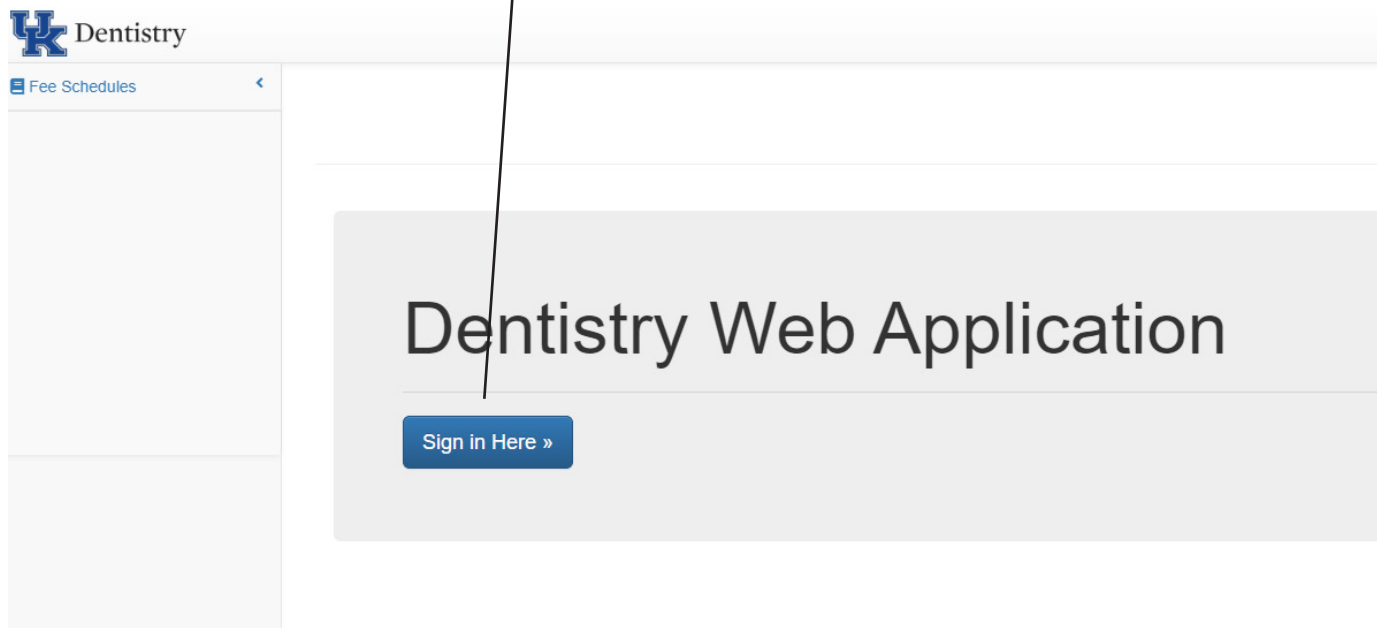 UK Dentistry
Fee Schedules
Dentistry Web Application
Sign in Here »